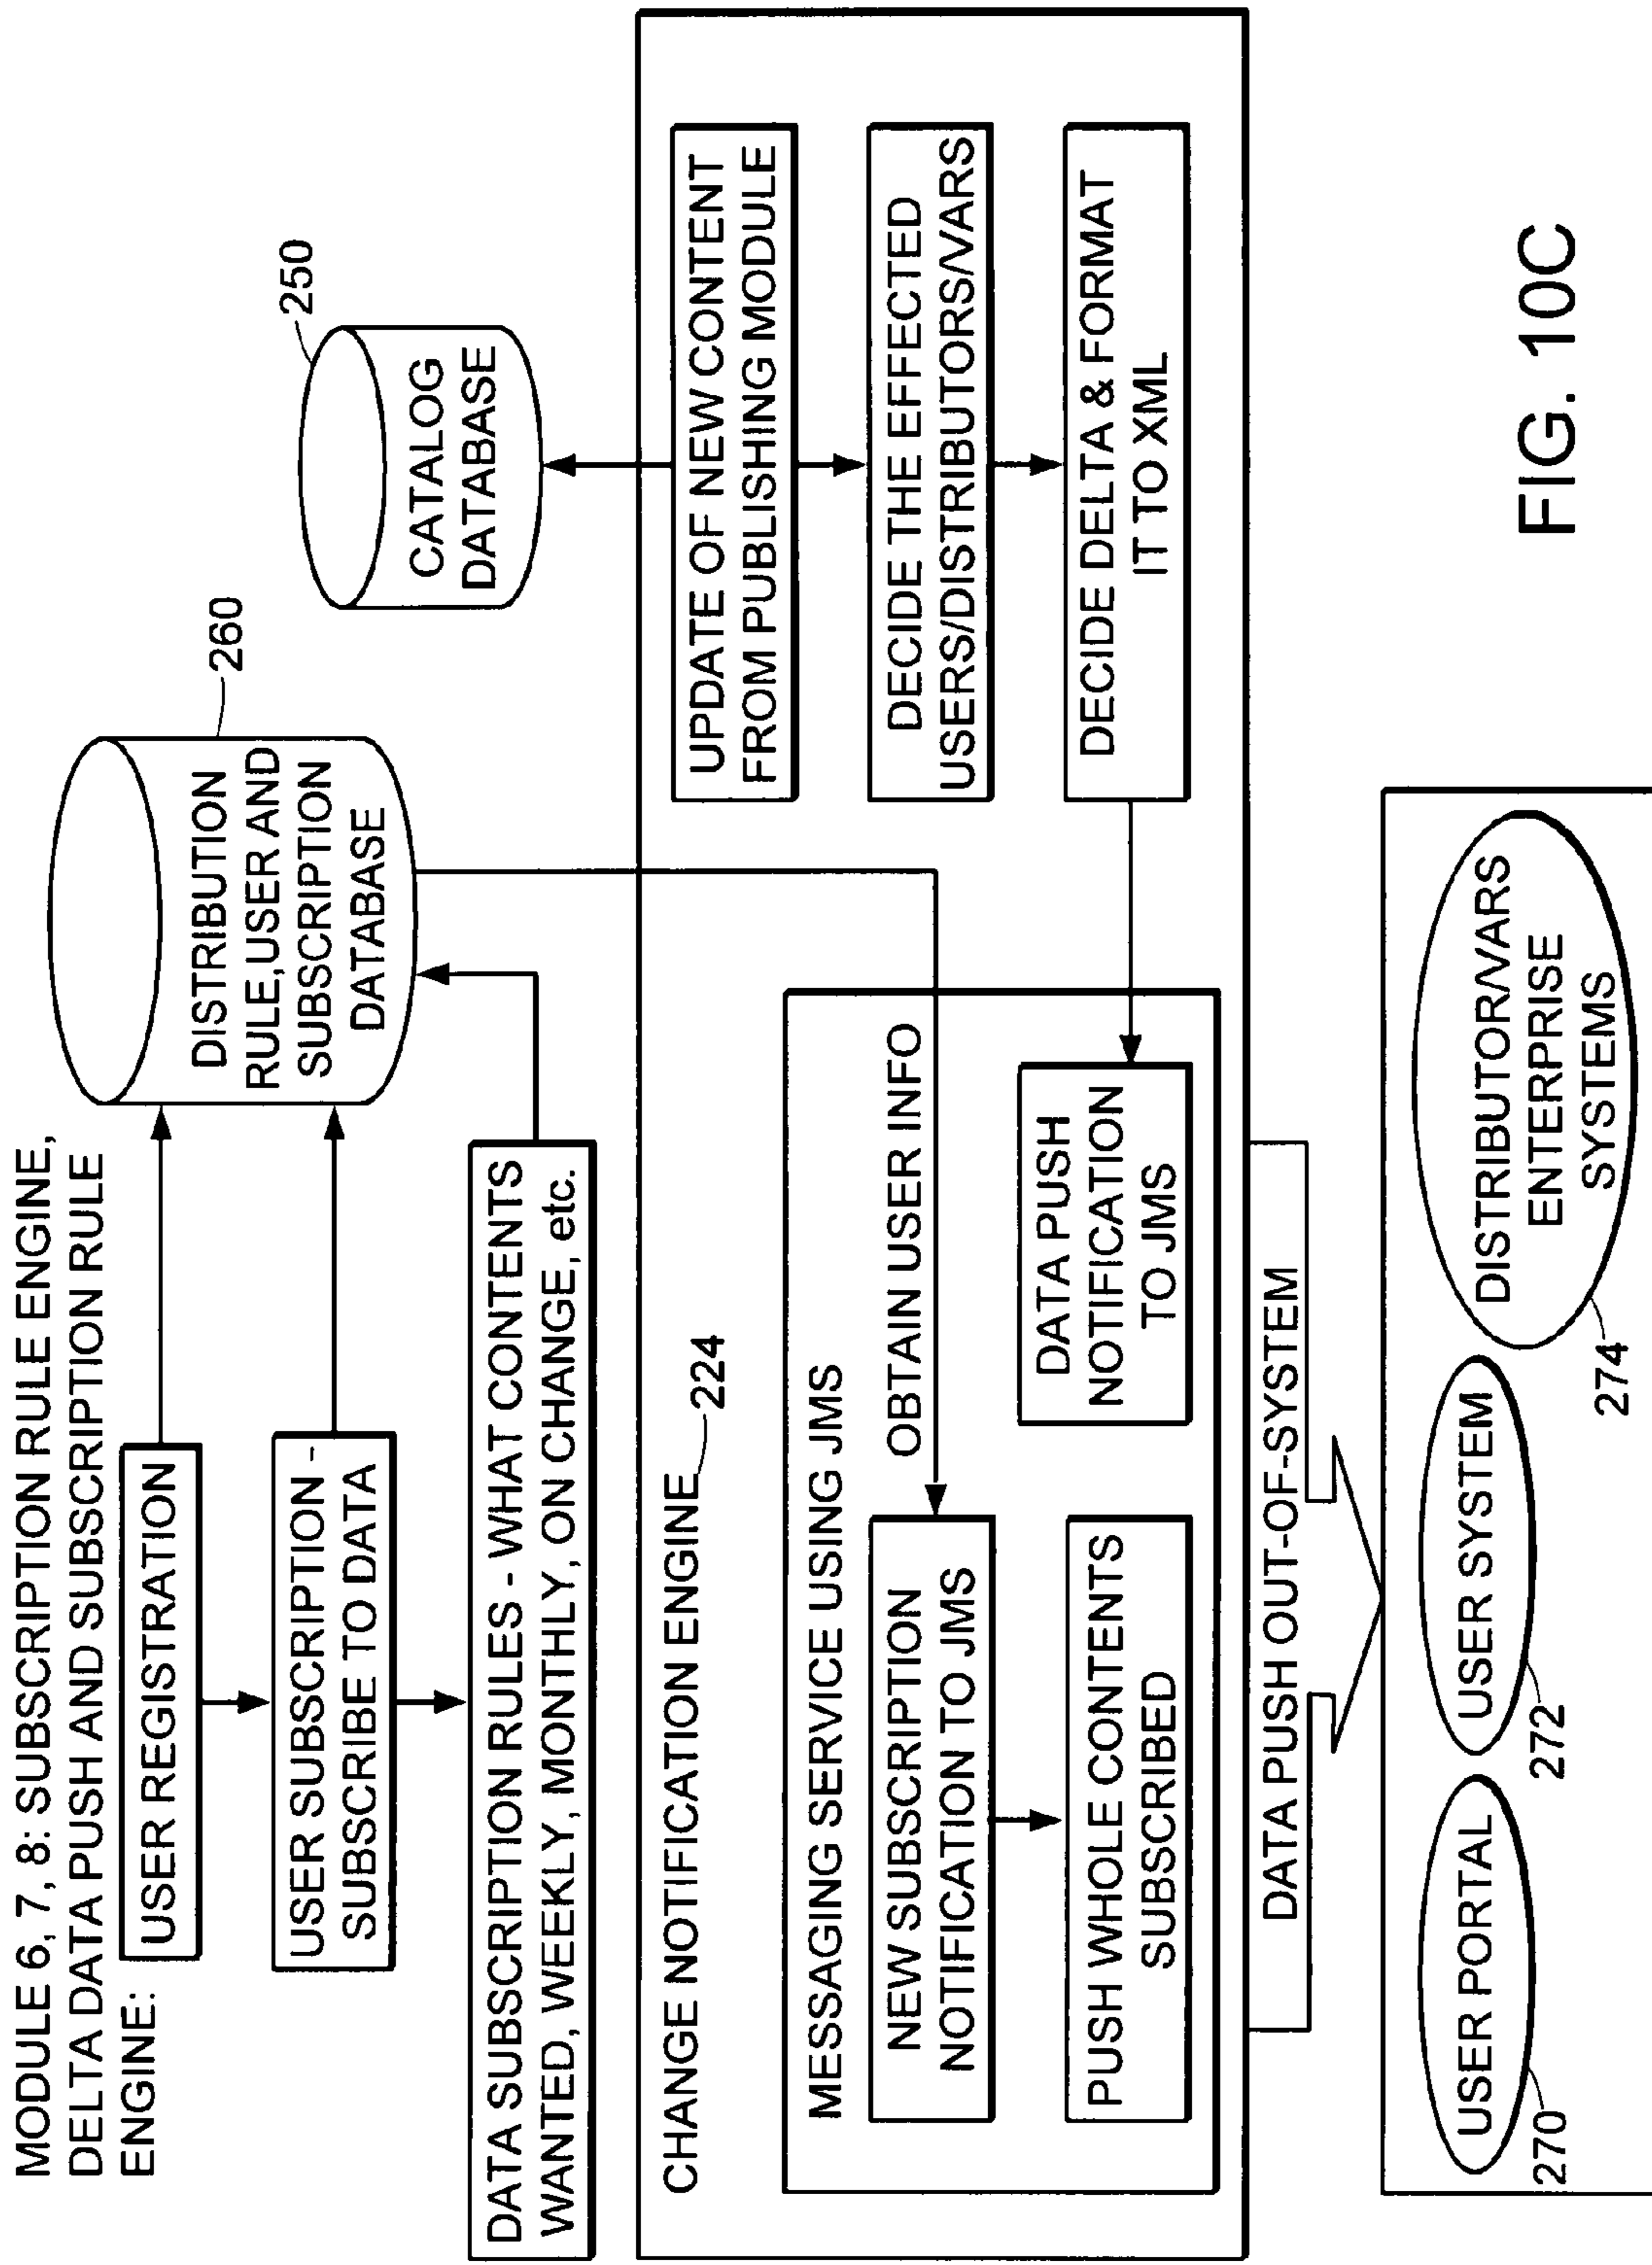 MODULE 6, 7, 8: SUBSCRIPTION RULE ENGINE,
DELTA DATA PUSH AND SUBSCRIPTION RULE
ENGINE:
USER REGISTRATION
USER SUBSCRIPTION -
SUBSCRIBE TO DATA
DATA SUBSCRIPTION RULES - WHAT CONTENTS
WANTED, WEEKLY, MONTHLY, ON CHANGE, etc.
DISTRIBUTION
RULE,USER AND
SUBSCRIPTION
DATABASE
260
CATALOG
DATABASE
250
CHANGE NOTIFICATION ENGINE
224
MESSAGING SERVICE USING JMS
OBTAIN USER INFO
NEW SUBSCRIPTION
NOTIFICATION TO JMS
PUSH WHOLE CONTENTS
SUBSCRIBED
DATA PUSH
NOTIFICATION
TO JMS
UPDATE OF NEW CONTENT
FROM PUBLISHING MODULE
DECIDE THE EFFECTED
USERS/DISTRIBUTORS/VARS
DECIDE DELTA & FORMAT
IT TO XML
DATA PUSH OUT-OF-SYSTEM
USER PORTAL
270
USER SYSTEM
272
DISTRIBUTOR/VARS
ENTERPRISE
SYSTEMS
274
FIG. 10C